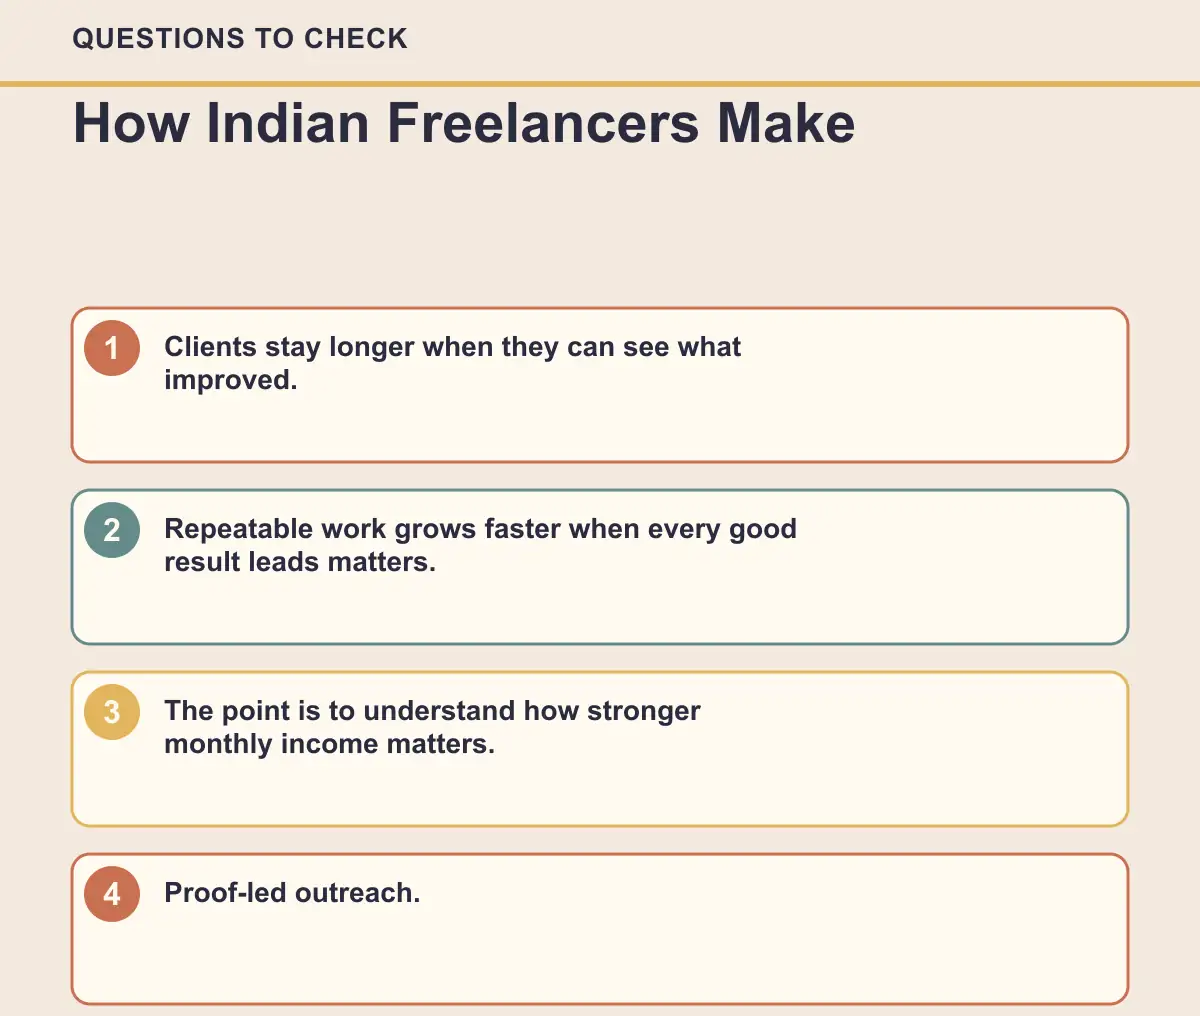 QUESTIONS TO CHECK
How Indian Freelancers Make
1
Clients stay longer when they can see what
improved.
2
Repeatable work grows faster when every good
result leads matters.
3
The point is to understand how stronger
monthly income matters.
4
Proof-led outreach.